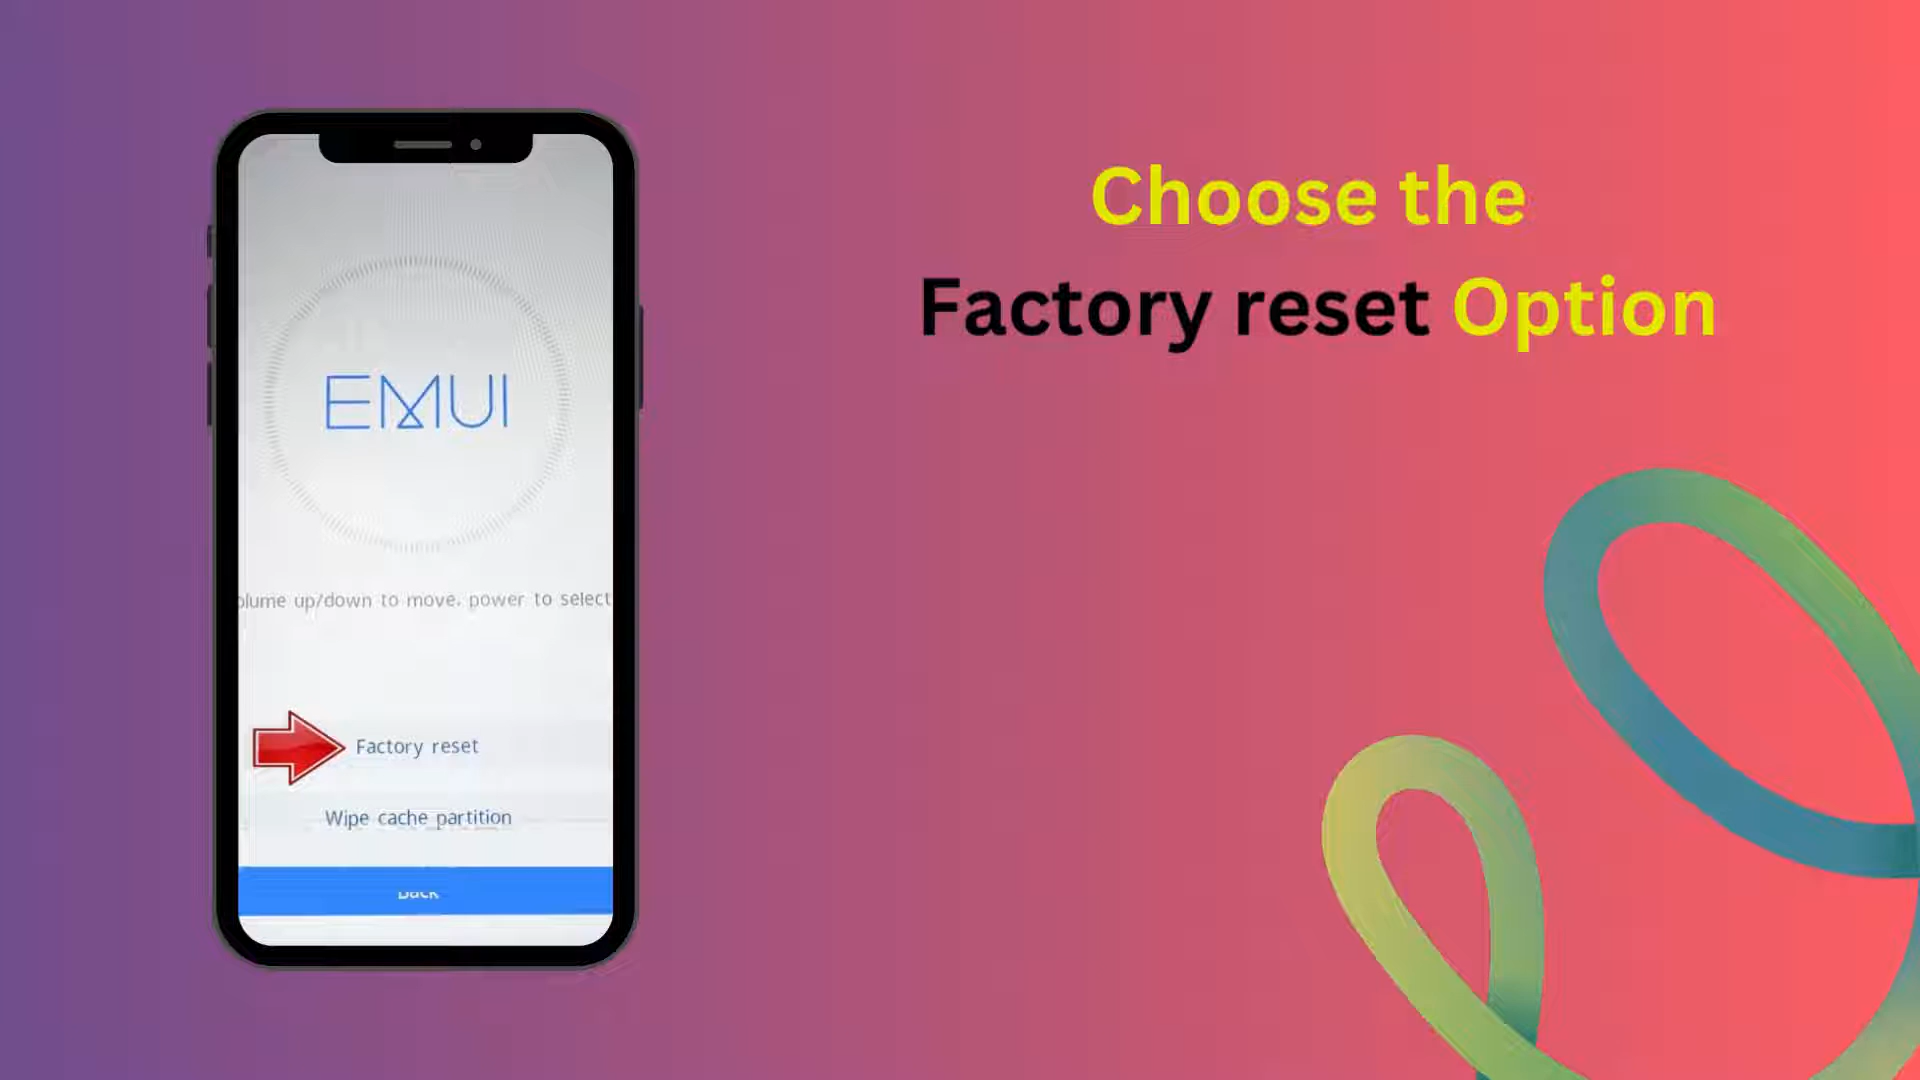 Choose the
Factory reset Option
EMUI
olume up/down to move. power to select
Factory reset
Wipe cache partition
Back